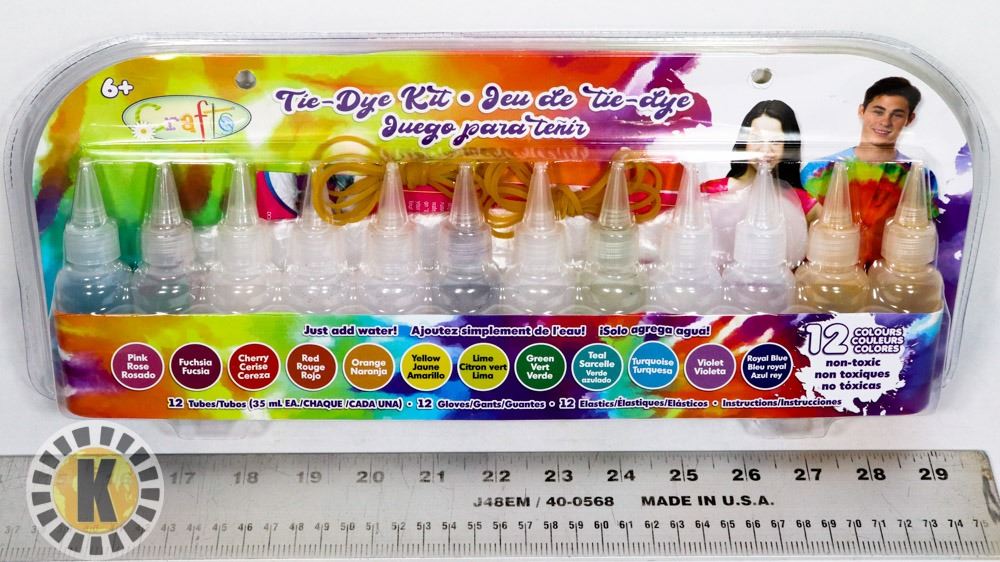 6+
Crafts
Tie-Dye Kit • Jeu de tie-dye
Juego para teñir
Just add water! Ajoutez simplement de l'eau! ¡Solo agrega agua!
Pink
Rose
Rosado
Fuchsia
Fucsia
Cherry
Cerise
Cereza
Red
Rouge
Rojo
Orange
Naranja
Yellow
Jaune
Amarillo
Lime
Citron vert
Lima
Green
Vert
Verde
Teal
Sarcelle
Verde
azulado
Turquoise
Turquesa
Violet
Violeta
Royal Blue
Bleu royal
Azul rey
12 COLOURS
COULEURS
COLORES
non-toxic
non toxiques
no tóxicas
12 Tubes/Tubos (35 mL EA./CHAQUE /CADA UNA) • 12 Gloves/Gants/Guantes • 12 Elastics/Élastiques/Elásticos • Instructions/Instrucciones
K
17 18 19 20 21 22 23 24 25 26 27 28 29
J48EM / 40-0568 MADE IN U.S.A.